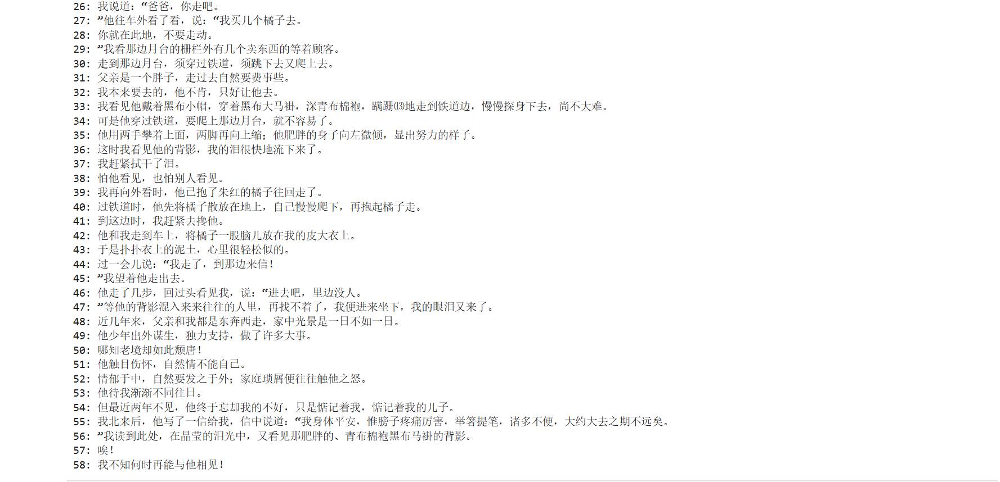 26: 我说道：“爸爸，你走吧。
27: ”他往车外看了看，说：“我买几个橘子去。
28: 你就在此地，不要走动。
29: ”我看那边月台的栅栏外有几个卖东西的等着顾客。
30: 走到那边月台，须穿过铁道，须跳下去又爬上去。
31: 父亲是一个胖子，走过去自然要费事些。
32: 我本来要去的，他不肯，只好让他去。
33: 我看见他戴着黑布小帽，穿着黑布大马褂，深青布棉袍，蹒跚⒀地走到铁道边，慢慢探身下去，尚不大难。
34: 可是他穿过铁道，要爬上那边月台，就不容易了。
35: 他用两手攀着上面，两脚再向上缩；他肥胖的身子向左微倾，显出努力的样子。
36: 这时我看见他的背影，我的泪很快地流下来了。
37: 我赶紧拭干了泪。
38: 怕他看见，也怕别人看见。
39: 我再向外看时，他已抱了朱红的橘子往回走了。
40: 过铁道时，他先将橘子散放在地上，自己慢慢爬下，再抱起橘子走。
41: 到这边时，我赶紧去搀他。
42: 他和我走到车上，将橘子一股脑儿放在我的皮大衣上。
43: 于是扑扑衣上的泥土，心里很轻松似的。
44: 过一会儿说：“我走了，到那边来信！
45: ”我望着他走出去。
46: 他走了几步，回过头看见我，说：“进去吧，里边没人。
47: ”等他的背影混入来来往往的人里，再找不着了，我便进来坐下，我的眼泪又来了。
48: 近几年来，父亲和我都是东奔西走，家中光景是一日不如一日。
49: 他少年出外谋生，独力支持，做了许多大事。
50: 哪知老境却如此颓唐！
51: 他触目伤怀，自然情不能自已。
52: 情郁于中，自然要发之于外；家庭琐屑便往往触他之怒。
53: 他待我渐渐不同往日。
54: 但最近两年不见，他终于忘却我的不好，只是惦记着我，惦记着我的儿子。
55: 我北来后，他写了一信给我，信中说道：“我身体平安，惟膀子疼痛厉害，举箸提笔，诸多不便，大约大去之期不远矣。
56: ”我读到此处，在晶莹的泪光中，又看见那肥胖的、青布棉袍黑布马褂的背影。
57: 唉！
58: 我不知何时再能与他相见！